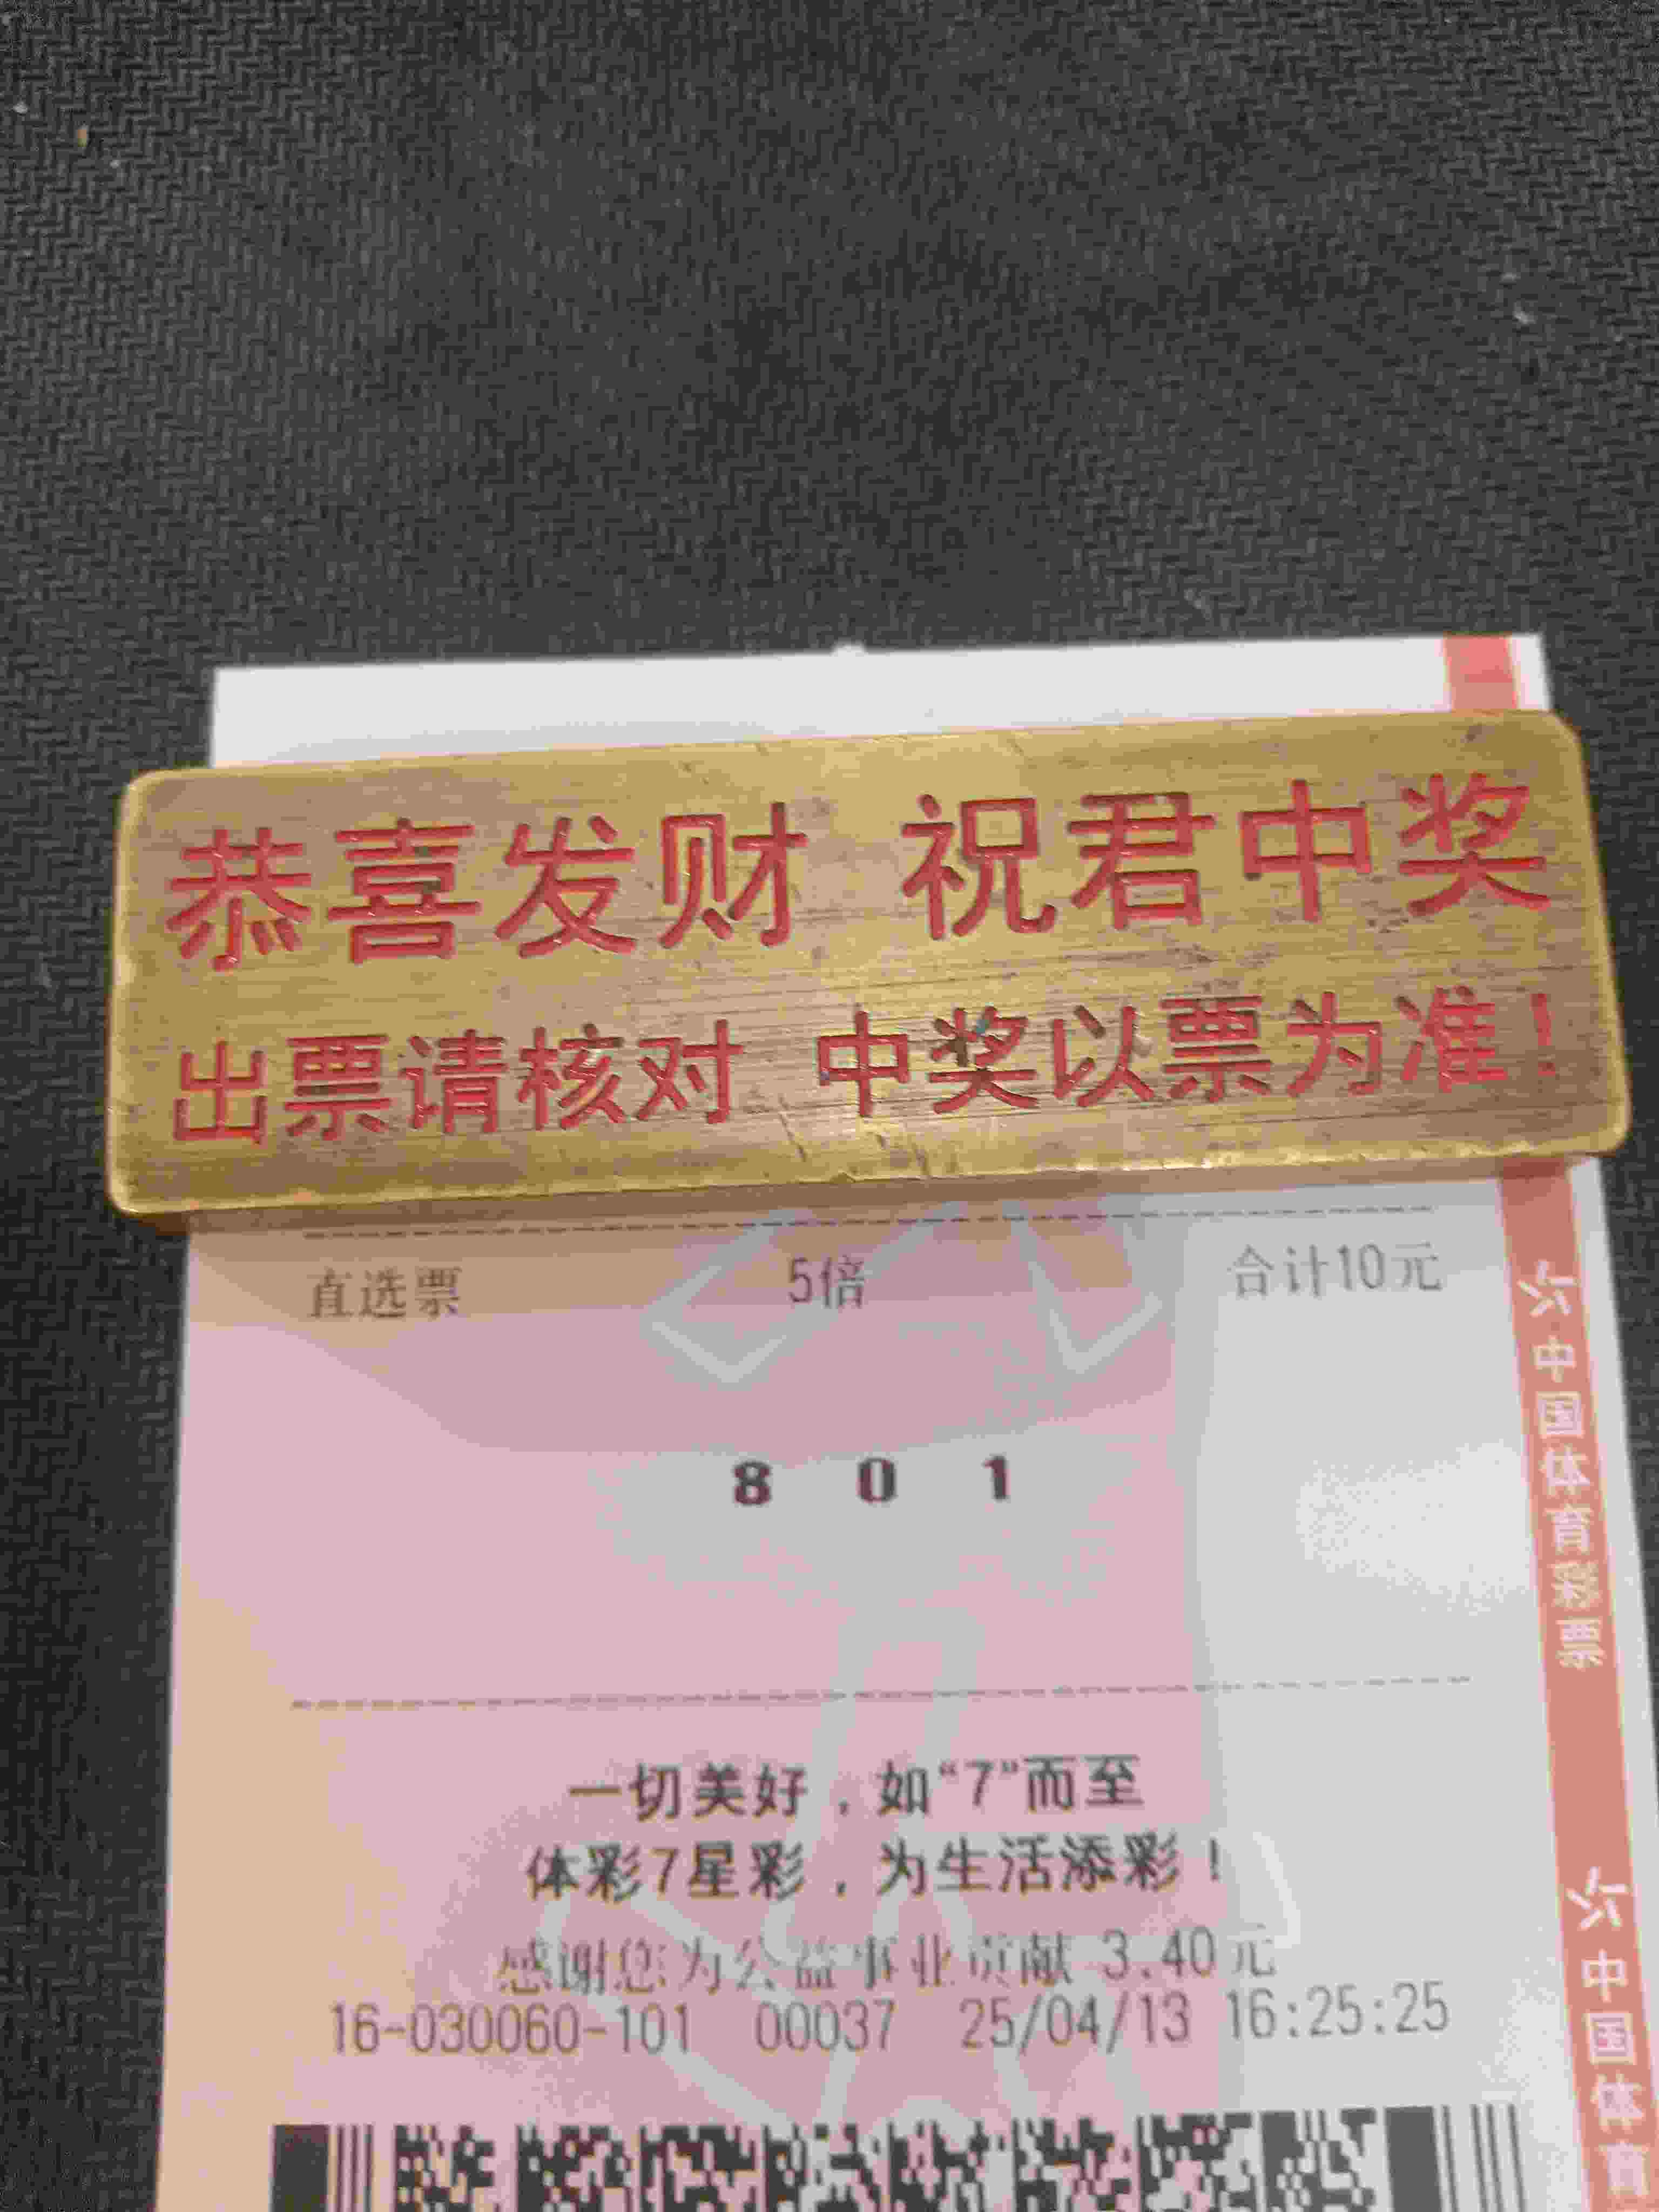 恭喜发财 祝君中奖
出票请核对 中奖以票为准!
直选票 5倍 合计10元
8 0 1
一切美好，如“7”而至
体彩7星彩，为生活添彩！
感谢您为公益事业贡献 3.40元
16-030060-101 00037 25/04/13 16:25:25
中国体育彩票
中国体育